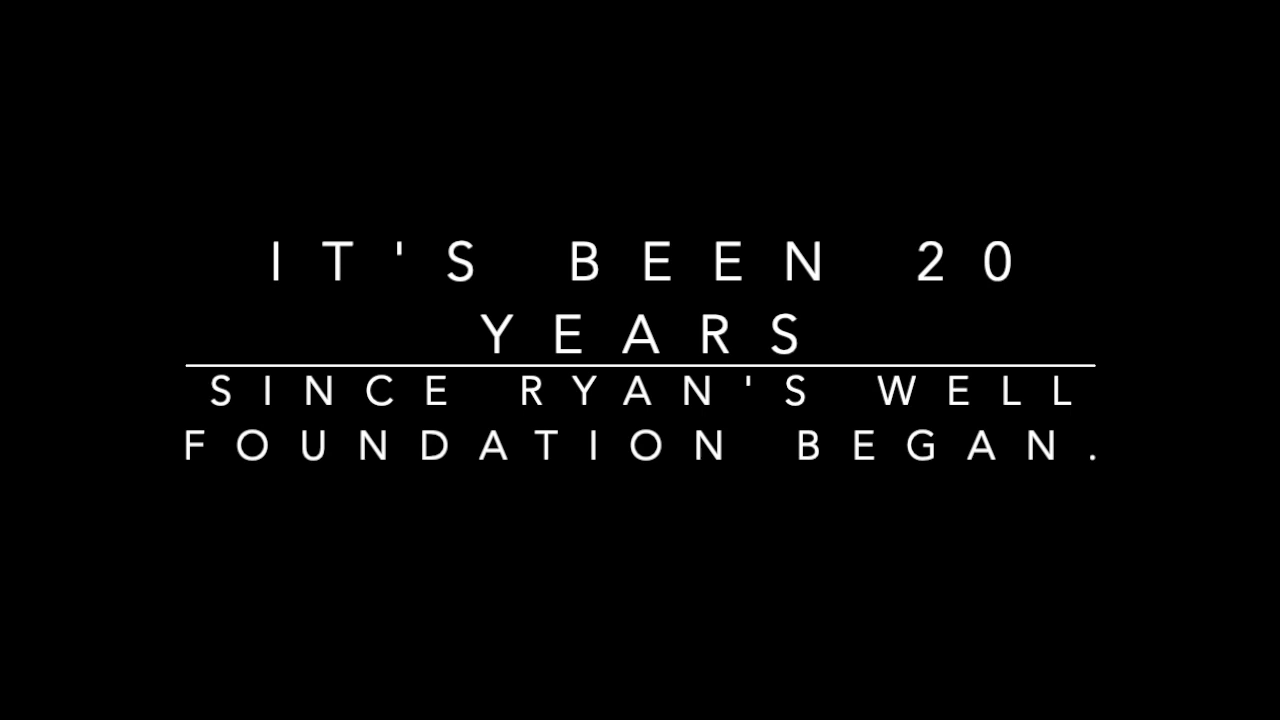 IT'S BEEN 20
YEARS
SINCE RYAN'S WELL
FOUNDATION BEGAN.